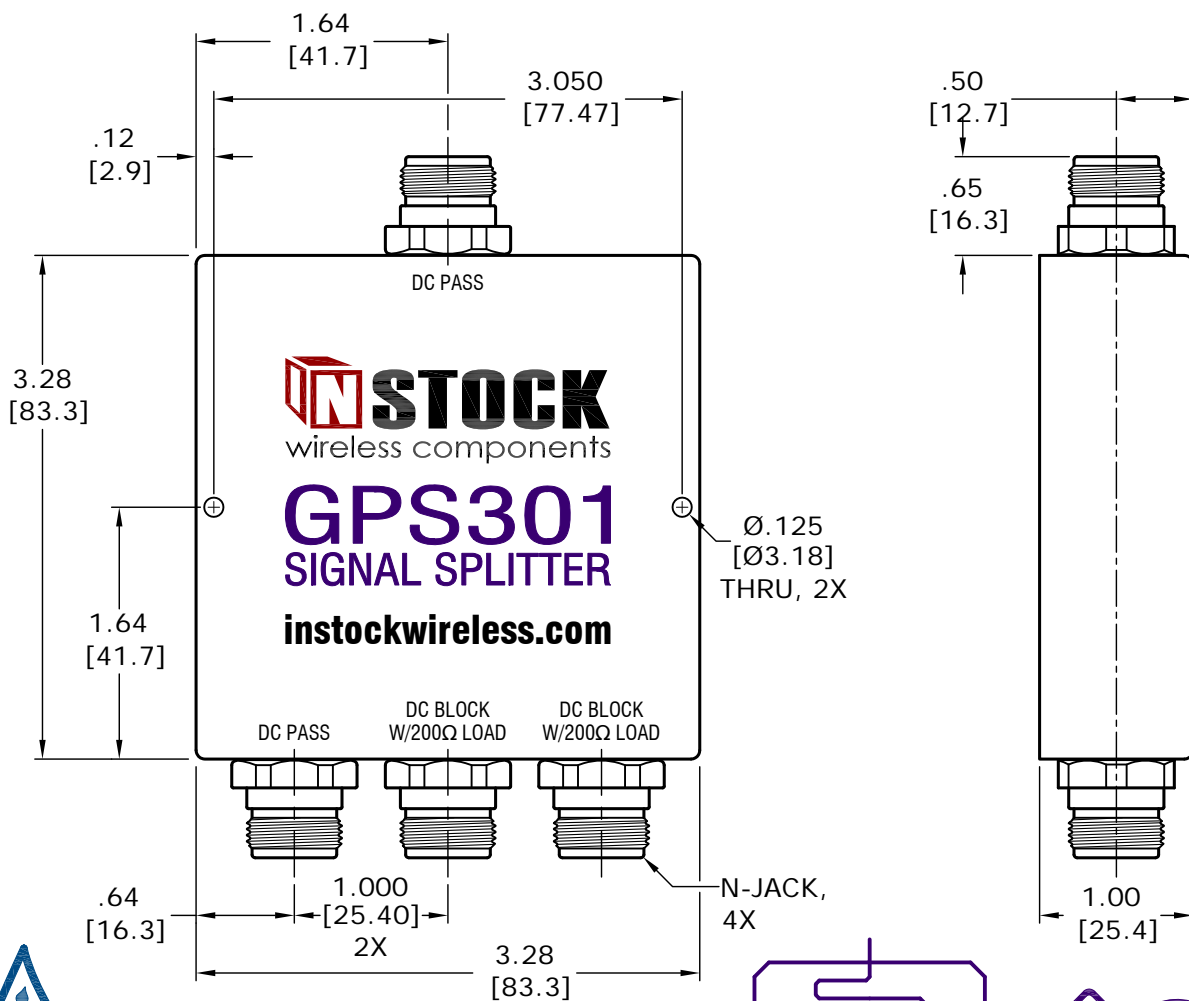 1.64
[41.7]
3.050
[77.47]
.50
[12.7]
.12
[2.9]
.65
[16.3]
DC PASS
3.28
[83.3]
INSTOCK
wireless components
GPS301
SIGNAL SPLITTER
instockwireless.com
Ø.125
[Ø3.18]
THRU, 2X
1.64
[41.7]
DC PASS
DC BLOCK
W/200Ω LOAD
DC BLOCK
W/200Ω LOAD
.64
[16.3]
1.000
[25.40]
2X
N-JACK,
4X
1.00
[25.4]
3.28
[83.3]